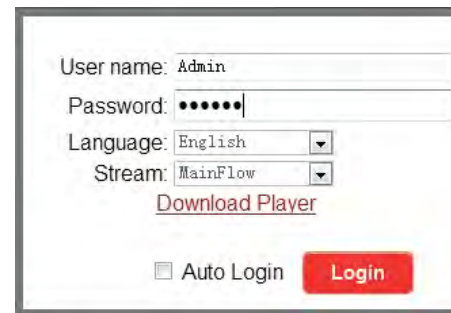 User name: Admin
Password: ••••••
Language: English
Stream: MainFlow
Download Player
Auto Login Login